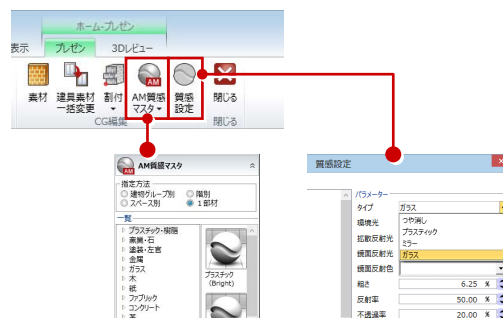 ホーム-プレゼン
表示 プレゼン 3Dレビュー
素材 建具素材一括変更 割付 AM質感マスタ 質感設定 閉じる
CG編集 閉じる
AM
AM質感マスタ
指定方法
建物グループ別 階別
スペース別 1部材
一覧
プラスチック・樹脂
瓦・石
塗装・左官
金属
ガラス
木
紙
ファブリック
コンクリート
革
プラスチック
(Bright)
質感設定
パラメーター
タイプ ガラス
環境光 つや消し
プラスティック
拡散反射光 ミラー
鏡面反射光 ガラス
鏡面反射色
粗さ 6.25 %
反射率 50.00 %
不透過率 20.00 %